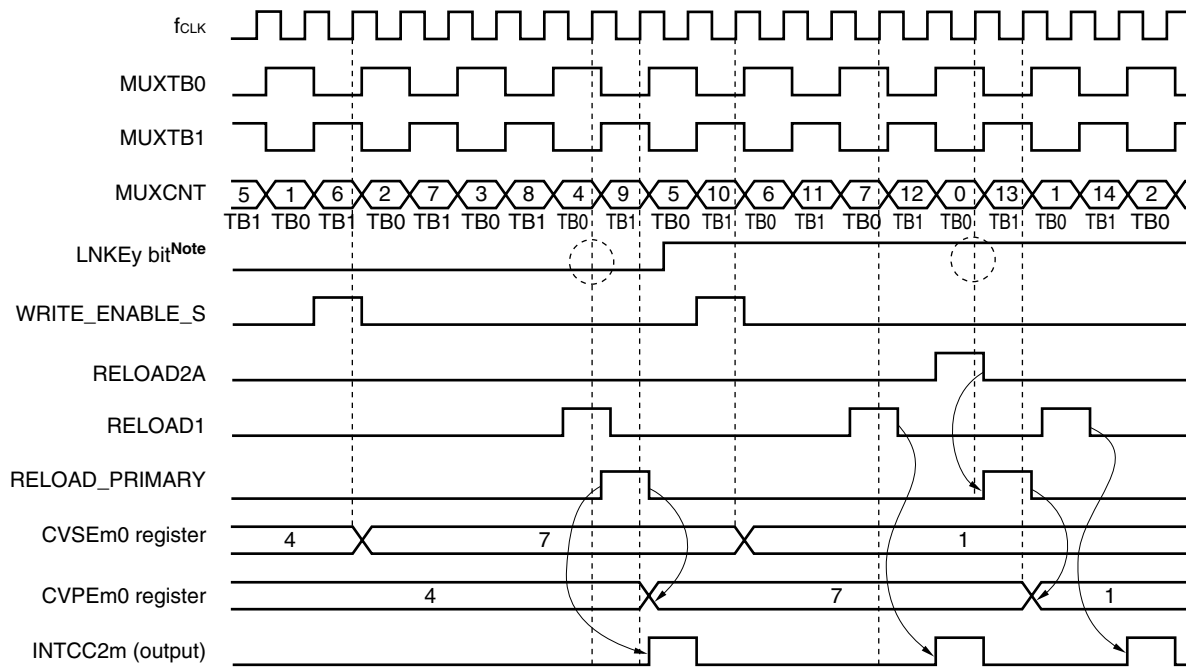 fCLK
MUXTB0
MUXTB1
MUXCNT 5 1 6 2 7 3 8 4 9 5 10 6 11 7 12 0 13 1 14 2
TB1 TB0 TB1 TB0 TB1 TB0 TB1 TB0 TB1 TB0 TB1 TB0 TB1 TB0 TB1 TB0 TB1 TB0 TB1 TB0
LNKEy bitNote
WRITE_ENABLE_S
RELOAD2A
RELOAD1
RELOAD_PRIMARY
CVSEm0 register 4 7 1
CVPEm0 register 4 7 1
INTCC2m (output)